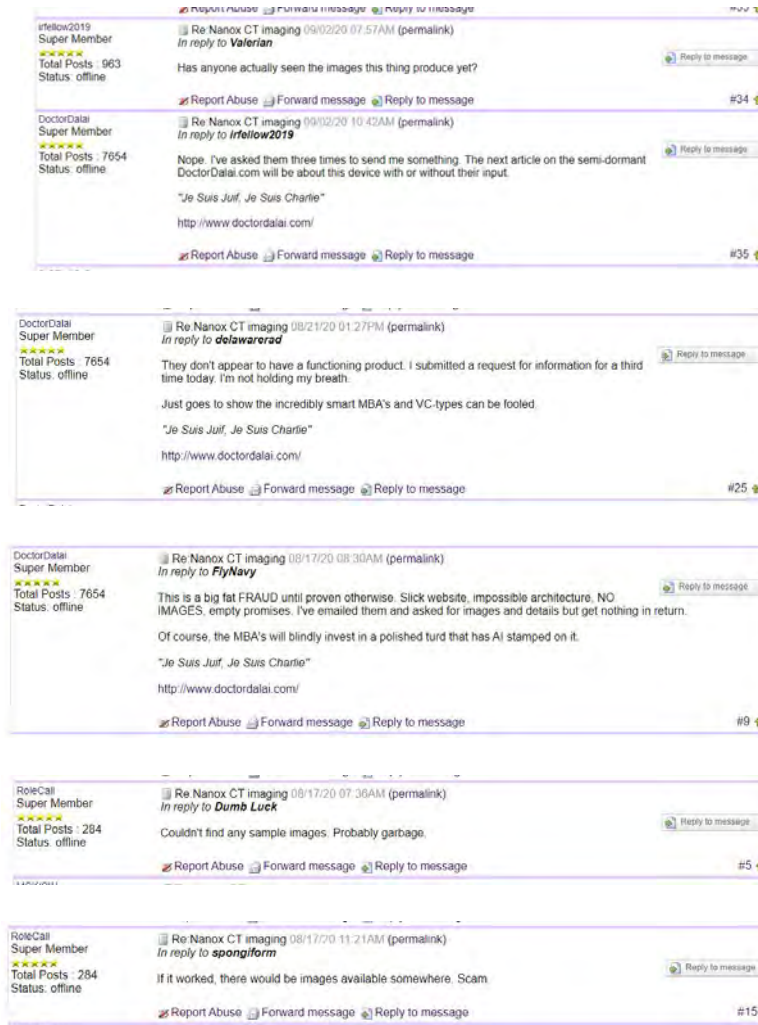 Report Abuse Forward message Reply to message #33
irfellow2019
Super Member
Total Posts : 963
Status: offline
Re:Nanox CT imaging 09/02/20 07:57AM (permalink)
In reply to Valerian
Reply to message
Has anyone actually seen the images this thing produce yet?
Report Abuse Forward message Reply to message #34
DoctorDalai
Super Member
Total Posts : 7654
Status: offline
Re:Nanox CT imaging 09/02/20 10:42AM (permalink)
In reply to irfellow2019
Reply to message
Nope. I've asked them three times to send me something. The next article on the semi-dormant
DoctorDalai.com will be about this device with or without their input.
"Je Suis Juif, Je Suis Charlie"
http://www.doctordalai.com/
Report Abuse Forward message Reply to message #35
DoctorDalai
Super Member
Total Posts : 7654
Status: offline
Re:Nanox CT imaging 08/21/20 01:27PM (permalink)
In reply to delawarerad
Reply to message
They don't appear to have a functioning product. I submitted a request for information for a third
time today. I'm not holding my breath.
Just goes to show the incredibly smart MBA's and VC-types can be fooled.
"Je Suis Juif, Je Suis Charlie"
http://www.doctordalai.com/
Report Abuse Forward message Reply to message #25
DoctorDalai
Super Member
Total Posts : 7654
Status: offline
Re:Nanox CT imaging 08/17/20 08:30AM (permalink)
In reply to FlyNavy
Reply to message
This is a big fat FRAUD until proven otherwise. Slick website, impossible architecture, NO
IMAGES, empty promises. I've emailed them and asked for images and details but get nothing in return.
Of course, the MBA's will blindly invest in a polished turd that has AI stamped on it.
"Je Suis Juif, Je Suis Charlie"
http://www.doctordalai.com/
Report Abuse Forward message Reply to message #9
RoleCall
Super Member
Total Posts : 284
Status: offline
Re:Nanox CT imaging 08/17/20 07:36AM (permalink)
In reply to Dumb Luck
Reply to message
Couldn't find any sample images. Probably garbage.
Report Abuse Forward message Reply to message #5
RoleCall
Super Member
Total Posts : 284
Status: offline
Re:Nanox CT imaging 08/17/20 11:21AM (permalink)
In reply to spongiform
Reply to message
If it worked, there would be images available somewhere. Scam.
Report Abuse Forward message Reply to message #15